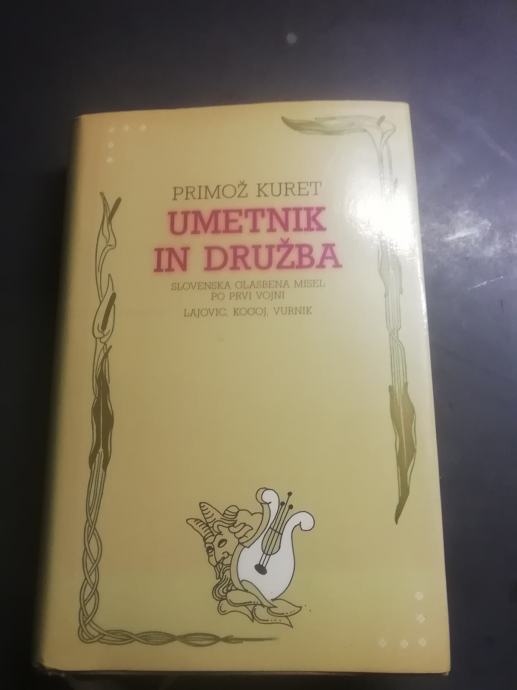 PRIMOŽ KURET
UMETNIK
IN DRUŽBA
SLOVENSKA GLASBENA MISEL
PO PRVI VOJNI
LAJOVIC, KOGOJ, VURNIK